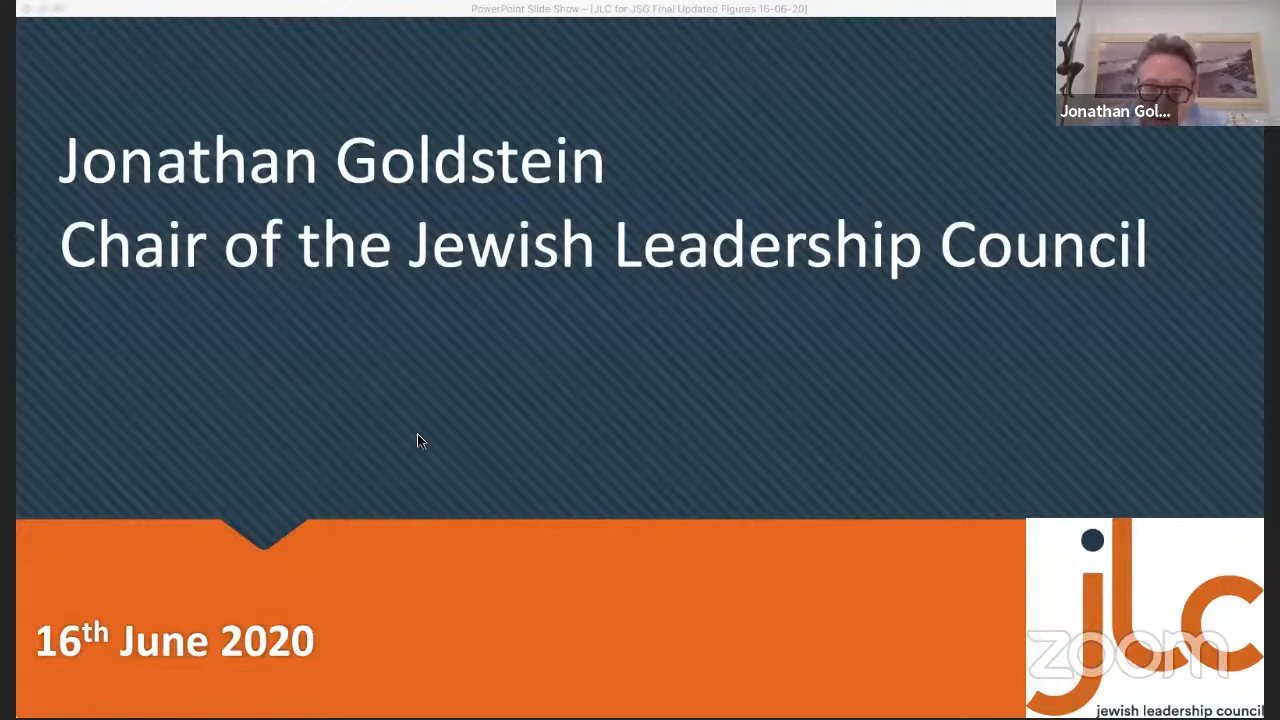 PowerPoint Slide Show – [JLC for JSG Final Updated Figures 16-06-20]
Jonathan Gol...
Jonathan Goldstein
Chair of the Jewish Leadership Council
16th June 2020
jlc
zoom
jewish leadership council